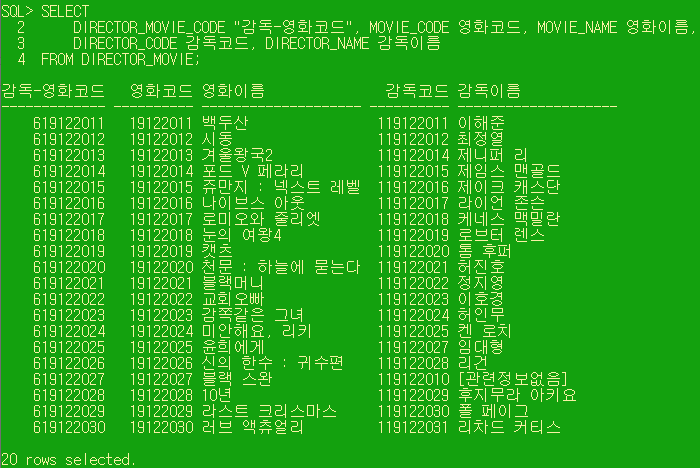 SQL> SELECT
2 DIRECTOR_MOVIE_CODE "감독-영화코드", MOVIE_CODE 영화코드, MOVIE_NAME 영화이름,
3 DIRECTOR_CODE 감독코드, DIRECTOR_NAME 감독이름
4 FROM DIRECTOR_MOVIE;
감독-영화코드 영화코드 영화이름 감독코드 감독이름
------------- ---------- -------------------- ---------- --------------------
619122011 19122011 백두산 119122011 이해준
619122012 19122012 시동 119122012 최정열
619122013 19122013 겨울왕국2 119122014 제니퍼 리
619122014 19122014 포드 V 페라리 119122015 제임스 맨골드
619122015 19122015 쥬만지 : 넥스트 레벨 119122016 제이크 캐스단
619122016 19122016 나이브스 아웃 119122017 라이언 존슨
619122017 19122017 로미오와 줄리엣 119122018 케네스 맥밀란
619122018 19122018 눈의 여왕4 119122019 로브터 렌스
619122019 19122019 캣츠 119122020 톰 후퍼
619122020 19122020 천문 : 하늘에 묻는다 119122021 허진호
619122021 19122021 블랙머니 119122022 정지영
619122022 19122022 교회오빠 119122023 이호경
619122023 19122023 감쪽같은 그녀 119122024 허인무
619122024 19122024 미안해요, 리키 119122025 켄 로치
619122025 19122025 윤희에게 119122027 임대형
619122026 19122026 신의 한수 : 귀수편 119122028 리건
619122027 19122027 블랙 스완 119122010 [관련정보없음]
619122028 19122028 10년 119122029 후지무라 아키요
619122029 19122029 라스트 크리스마스 119122030 폴 페이그
619122030 19122030 러브 액츄얼리 119122031 리차드 커티스
20 rows selected.